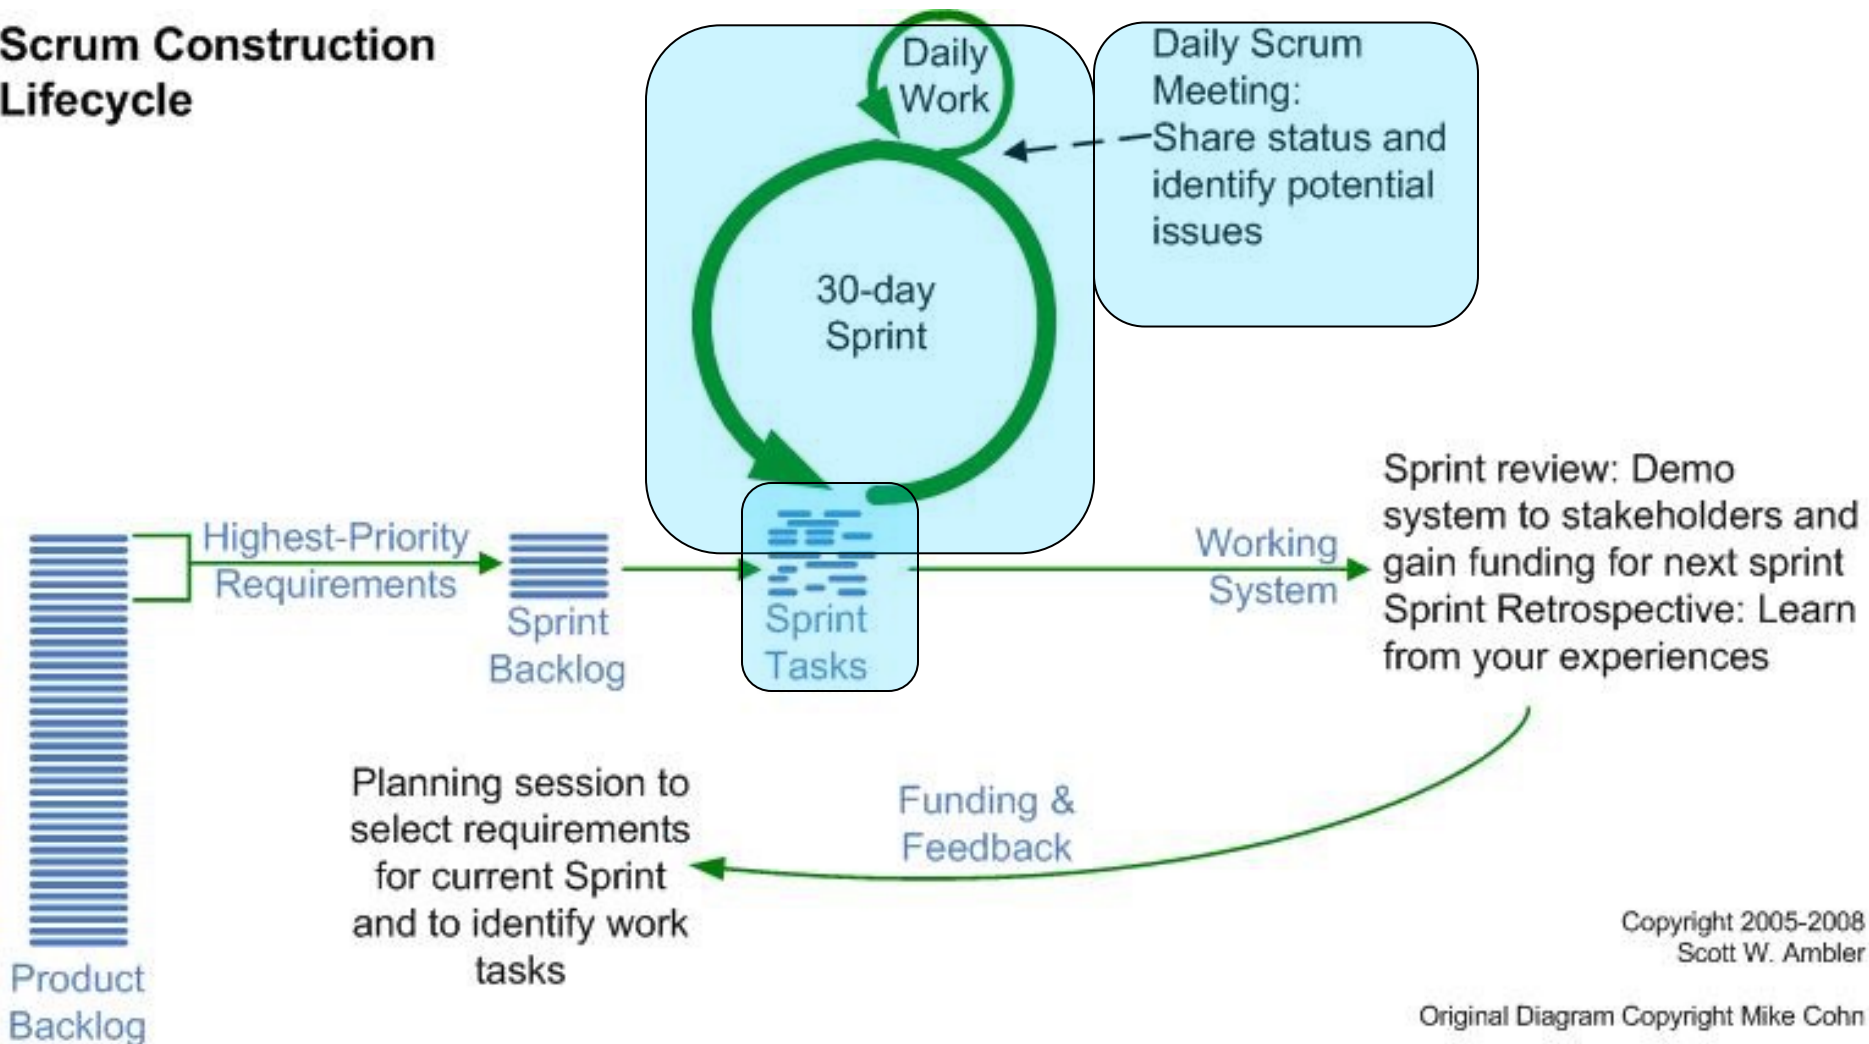 Scrum Construction
Lifecycle
Daily
Work
Daily Scrum
Meeting:
Share status and
identify potential
issues
30-day
Sprint
Highest-Priority
Requirements
Sprint
Backlog
Sprint
Tasks
Working
System
Sprint review: Demo
system to stakeholders and
gain funding for next sprint
Sprint Retrospective: Learn
from your experiences
Planning session to
select requirements
for current Sprint
and to identify work
tasks
Funding &
Feedback
Product
Backlog
Copyright 2005-2008
Scott W. Ambler
Original Diagram Copyright Mike Cohn